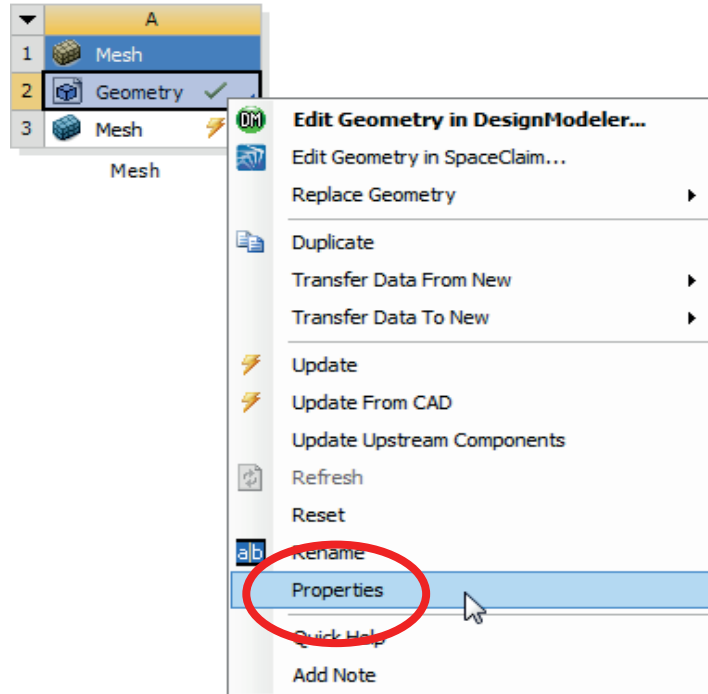 A
1 Mesh
2 Geometry
3 Mesh
Mesh
DM Edit Geometry in DesignModeler...
Edit Geometry in SpaceClaim...
Replace Geometry
Duplicate
Transfer Data From New
Transfer Data To New
Update
Update From CAD
Update Upstream Components
Refresh
Reset
a|b Rename
Properties
Quick Help
Add Note